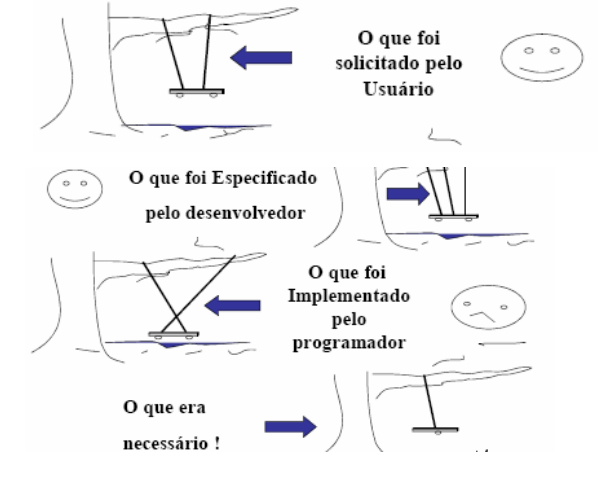 O que foi
solicitado pelo
Usuário
O que foi Especificado
pelo desenvolvedor
O que foi
Implementado
pelo
programador
O que era
necessário !